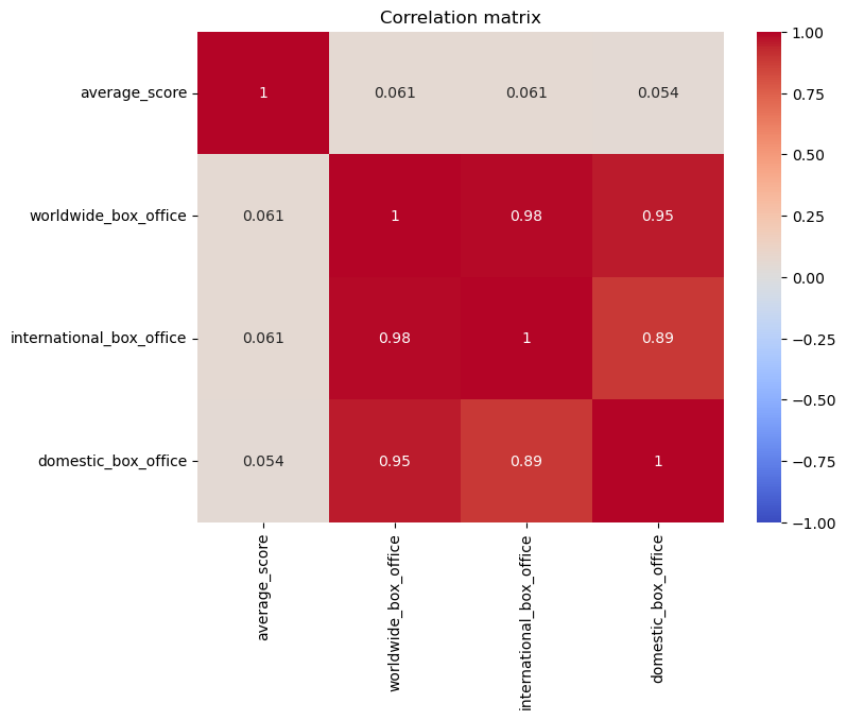 Correlation matrix
average_score 1 0.061 0.061 0.054
worldwide_box_office 0.061 1 0.98 0.95
international_box_office 0.061 0.98 1 0.89
domestic_box_office 0.054 0.95 0.89 1
average_score
worldwide_box_office
international_box_office
domestic_box_office
1.00
0.75
0.50
0.25
0.00
−0.25
−0.50
−0.75
−1.00